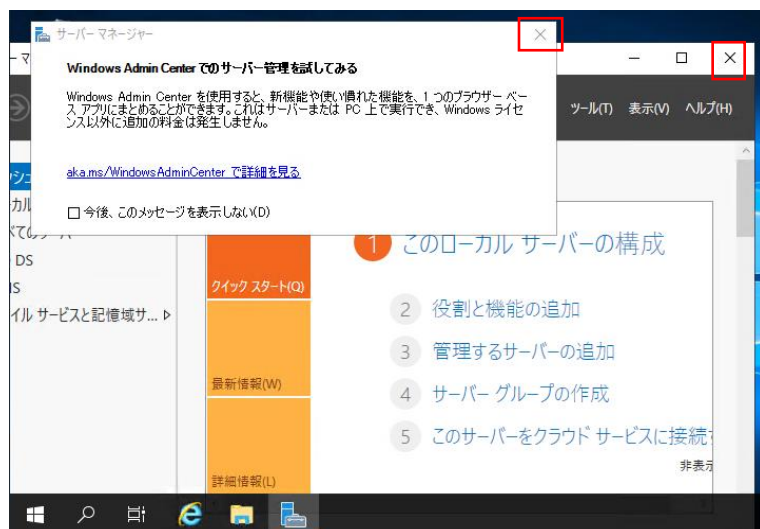 サーバー マネージャー
Windows Admin Center でのサーバー管理を試してみる
Windows Admin Center を使用すると、新機能や使い慣れた機能を、1 つのブラウザー ベー
ス アプリにまとめることができます。これはサーバーまたは PC 上で実行でき、Windows ライセ
ンス以外に追加の料金は発生しません。
aka.ms/WindowsAdminCenter で詳細を見る
今後、このメッセージを表示しない(D)
ツール(T) 表示(V) ヘルプ(H)
DS
イル サービスと記憶域サ...
クイック スタート(Q)
最新情報(W)
詳細情報(L)
1 このローカル サーバーの構成
2 役割と機能の追加
3 管理するサーバーの追加
4 サーバー グループの作成
5 このサーバーをクラウド サービスに接続
非表示